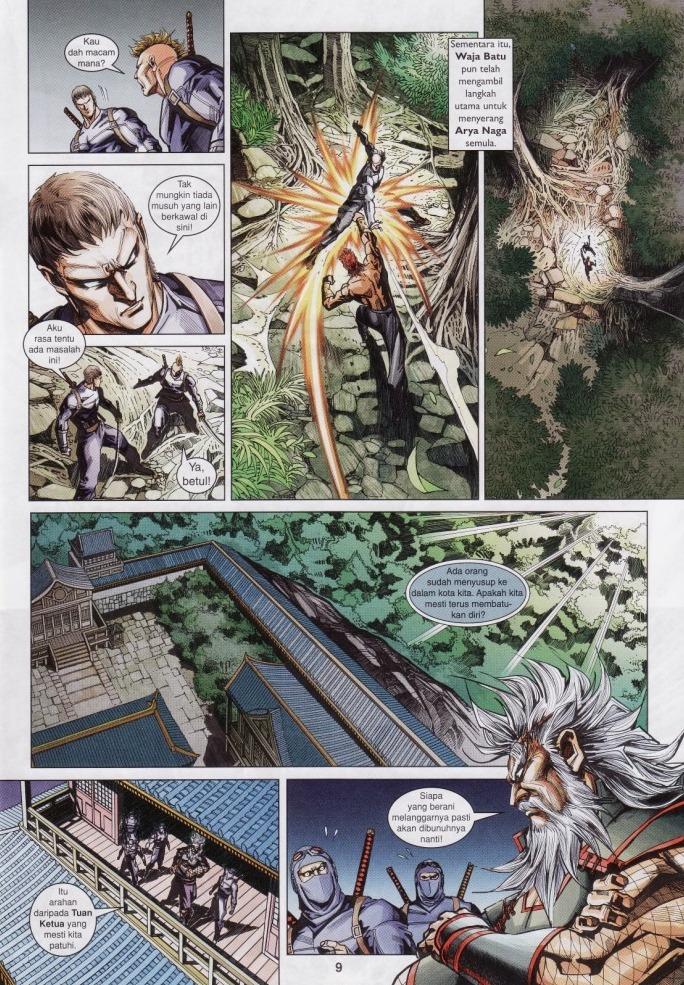 Kau
dah macam
mana?
Tak
mungkin tiada
musuh yang lain
berkawal di
sini!
Aku
rasa tentu
ada masalah
ini!
Ya,
betul!
Sementara itu,
Waja Batu
pun telah
mengambil
langkah
utama untuk
menyerang
Arya Naga
semula.
Ada orang
sudah menyusup ke
dalam kota kita. Apakah kita
mesti terus membatu-
kan diri?
Itu
arahan
daripada Tuan
Ketua yang
mesti kita
patuhi.
Siapa
yang berani
melanggarnya pasti
akan dibunuhnya
nanti!
9